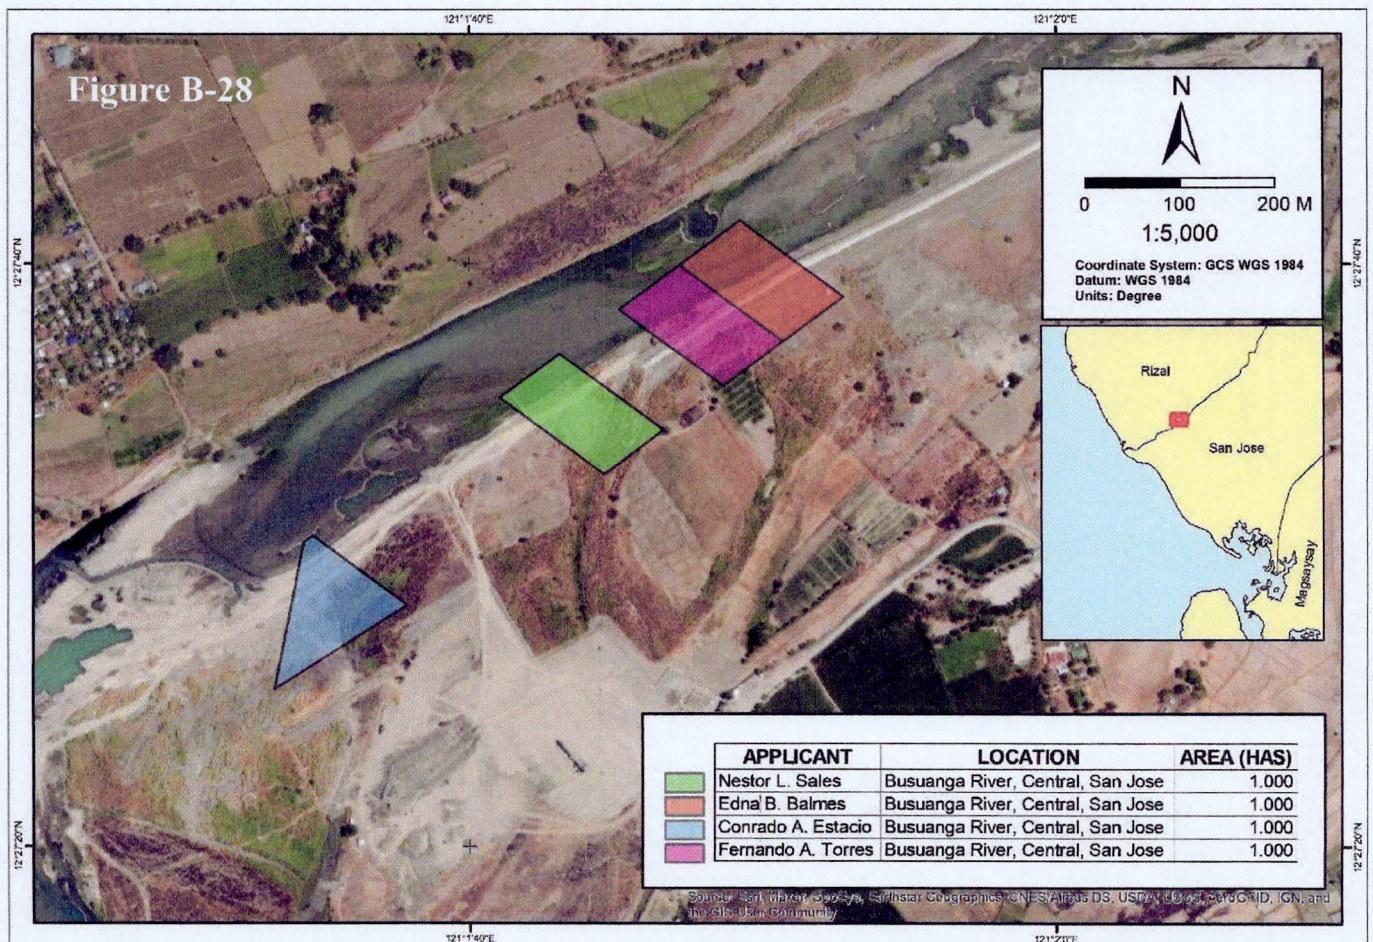 121°1'40"E
121°2'0"E
Figure B-28
N
0 100 200 M
1:5,000
Coordinate System: GCS WGS 1984
Datum: WGS 1984
Units: Degree
12°27'40"N
12°27'40"N
Rizal
San Jose
Magsaysay
APPLICANT LOCATION AREA (HAS)
Nestor L. Sales Busuanga River, Central, San Jose 1.000
Edna B. Balmes Busuanga River, Central, San Jose 1.000
Conrado A. Estacio Busuanga River, Central, San Jose 1.000
Fernando A. Torres Busuanga River, Central, San Jose 1.000
12°27'20"N
12°27'20"N
Source: Esri, Maxar, GeoEye, Earthstar Geographics, CNES/Airbus DS, USDA, USGS, AeroGRID, IGN, and
the GIS User Community
121°1'40"E
121°2'0"E